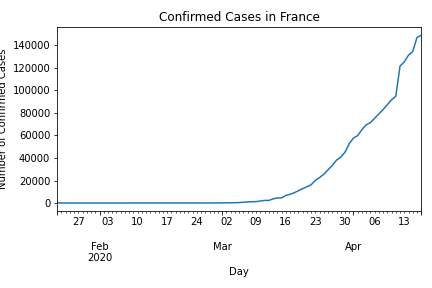 Confirmed Cases in France
Number of Confirmed Cases
140000
120000
100000
80000
60000
40000
20000
0
27 03 10 17 24 02 09 16 23 30 06 13
Feb Mar Apr
2020
Day